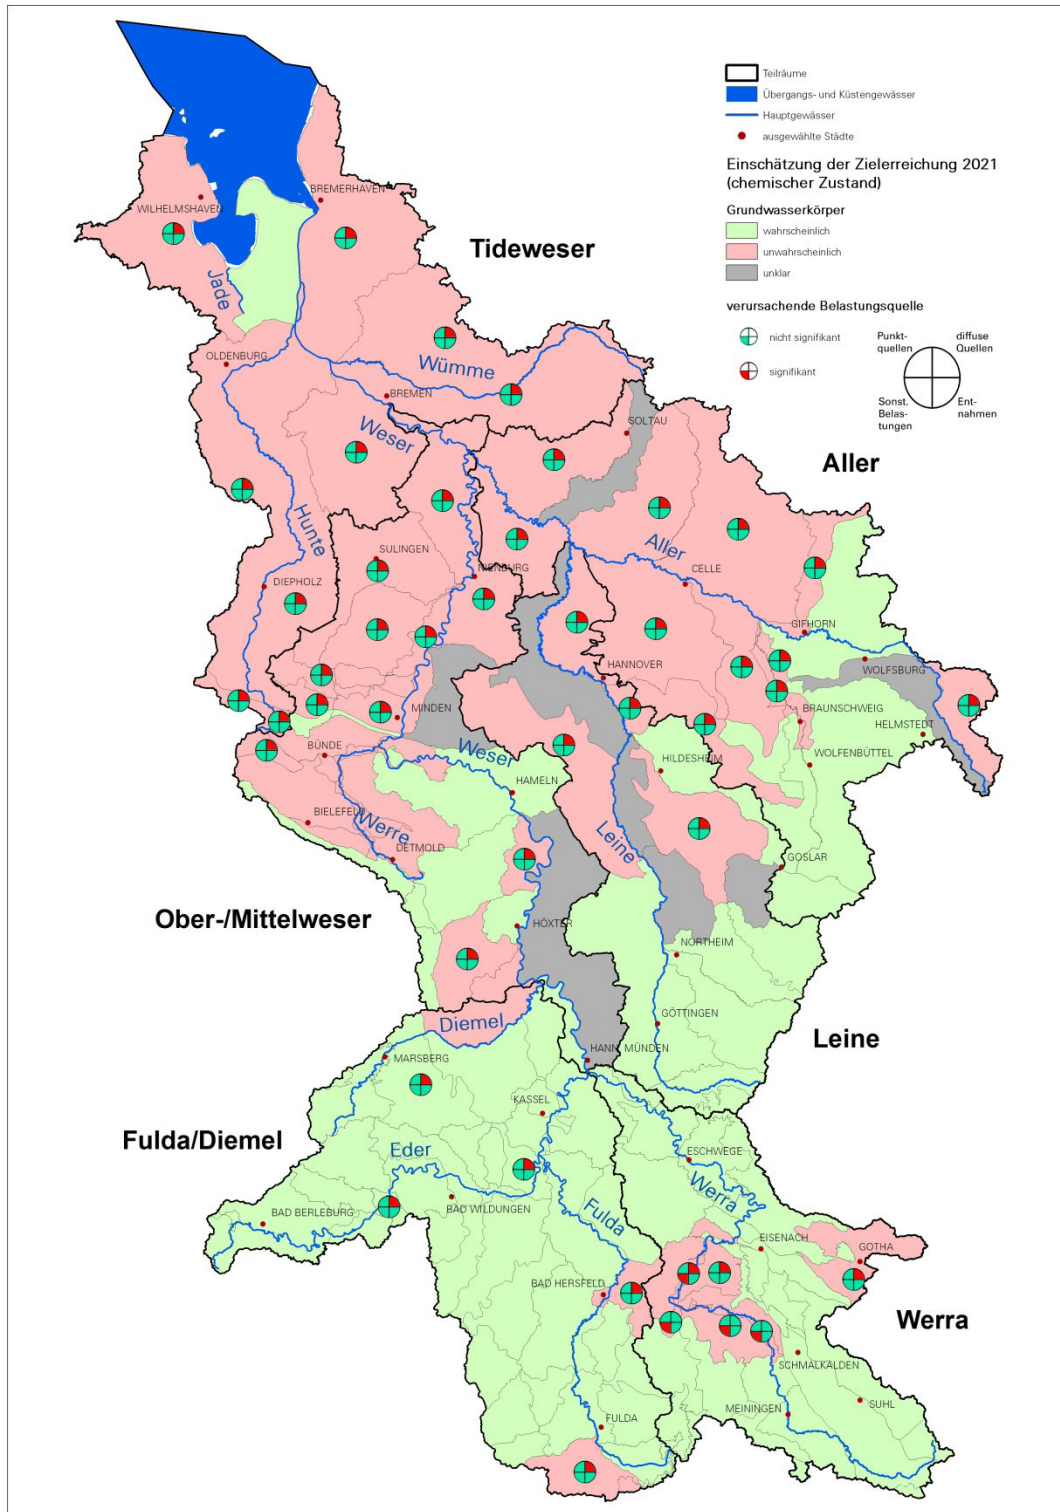 Teilräume
Übergangs- und Küstengewässer
Hauptgewässer
ausgewählte Städte
Einschätzung der Zielerreichung 2021
(chemischer Zustand)
Grundwasserkörper
wahrscheinlich
unwahrscheinlich
unklar
verursachende Belastungsquelle
nicht signifikant
signifikant
Punkt-
quellen
diffuse
Quellen
Sonst.
Belas-
tungen
Ent-
nahmen
WILHELMSHAVEN
BREMERHAVEN
Tideweser
Jade
OLDENBURG
Wümme
BREMEN
Weser
SOLTAU
Aller
Hunte
SULINGEN
Aller
DIEPHOLZ
NIENBURG
CELLE
GIFHORN
HANNOVER
WOLFSBURG
MINDEN
BRAUNSCHWEIG
HELMSTEDT
BÜNDE
Weser
HILDESHEIM
WOLFENBÜTTEL
HAMELN
BIELEFELD
Werre
Leine
DETMOLD
GOSLAR
Ober-/Mittelweser
HÖXTER
NORTHEIM
Diemel
GÖTTINGEN
Leine
MARSBERG
HANN. MÜNDEN
KASSEL
Fulda/Diemel
Eder
ESCHWEGE
Werra
BAD BERLEBURG
BAD WILDUNGEN
Fulda
EISENACH
GOTHA
BAD HERSFELD
Werra
SCHMALKALDEN
MEININGEN
SUHL
FULDA